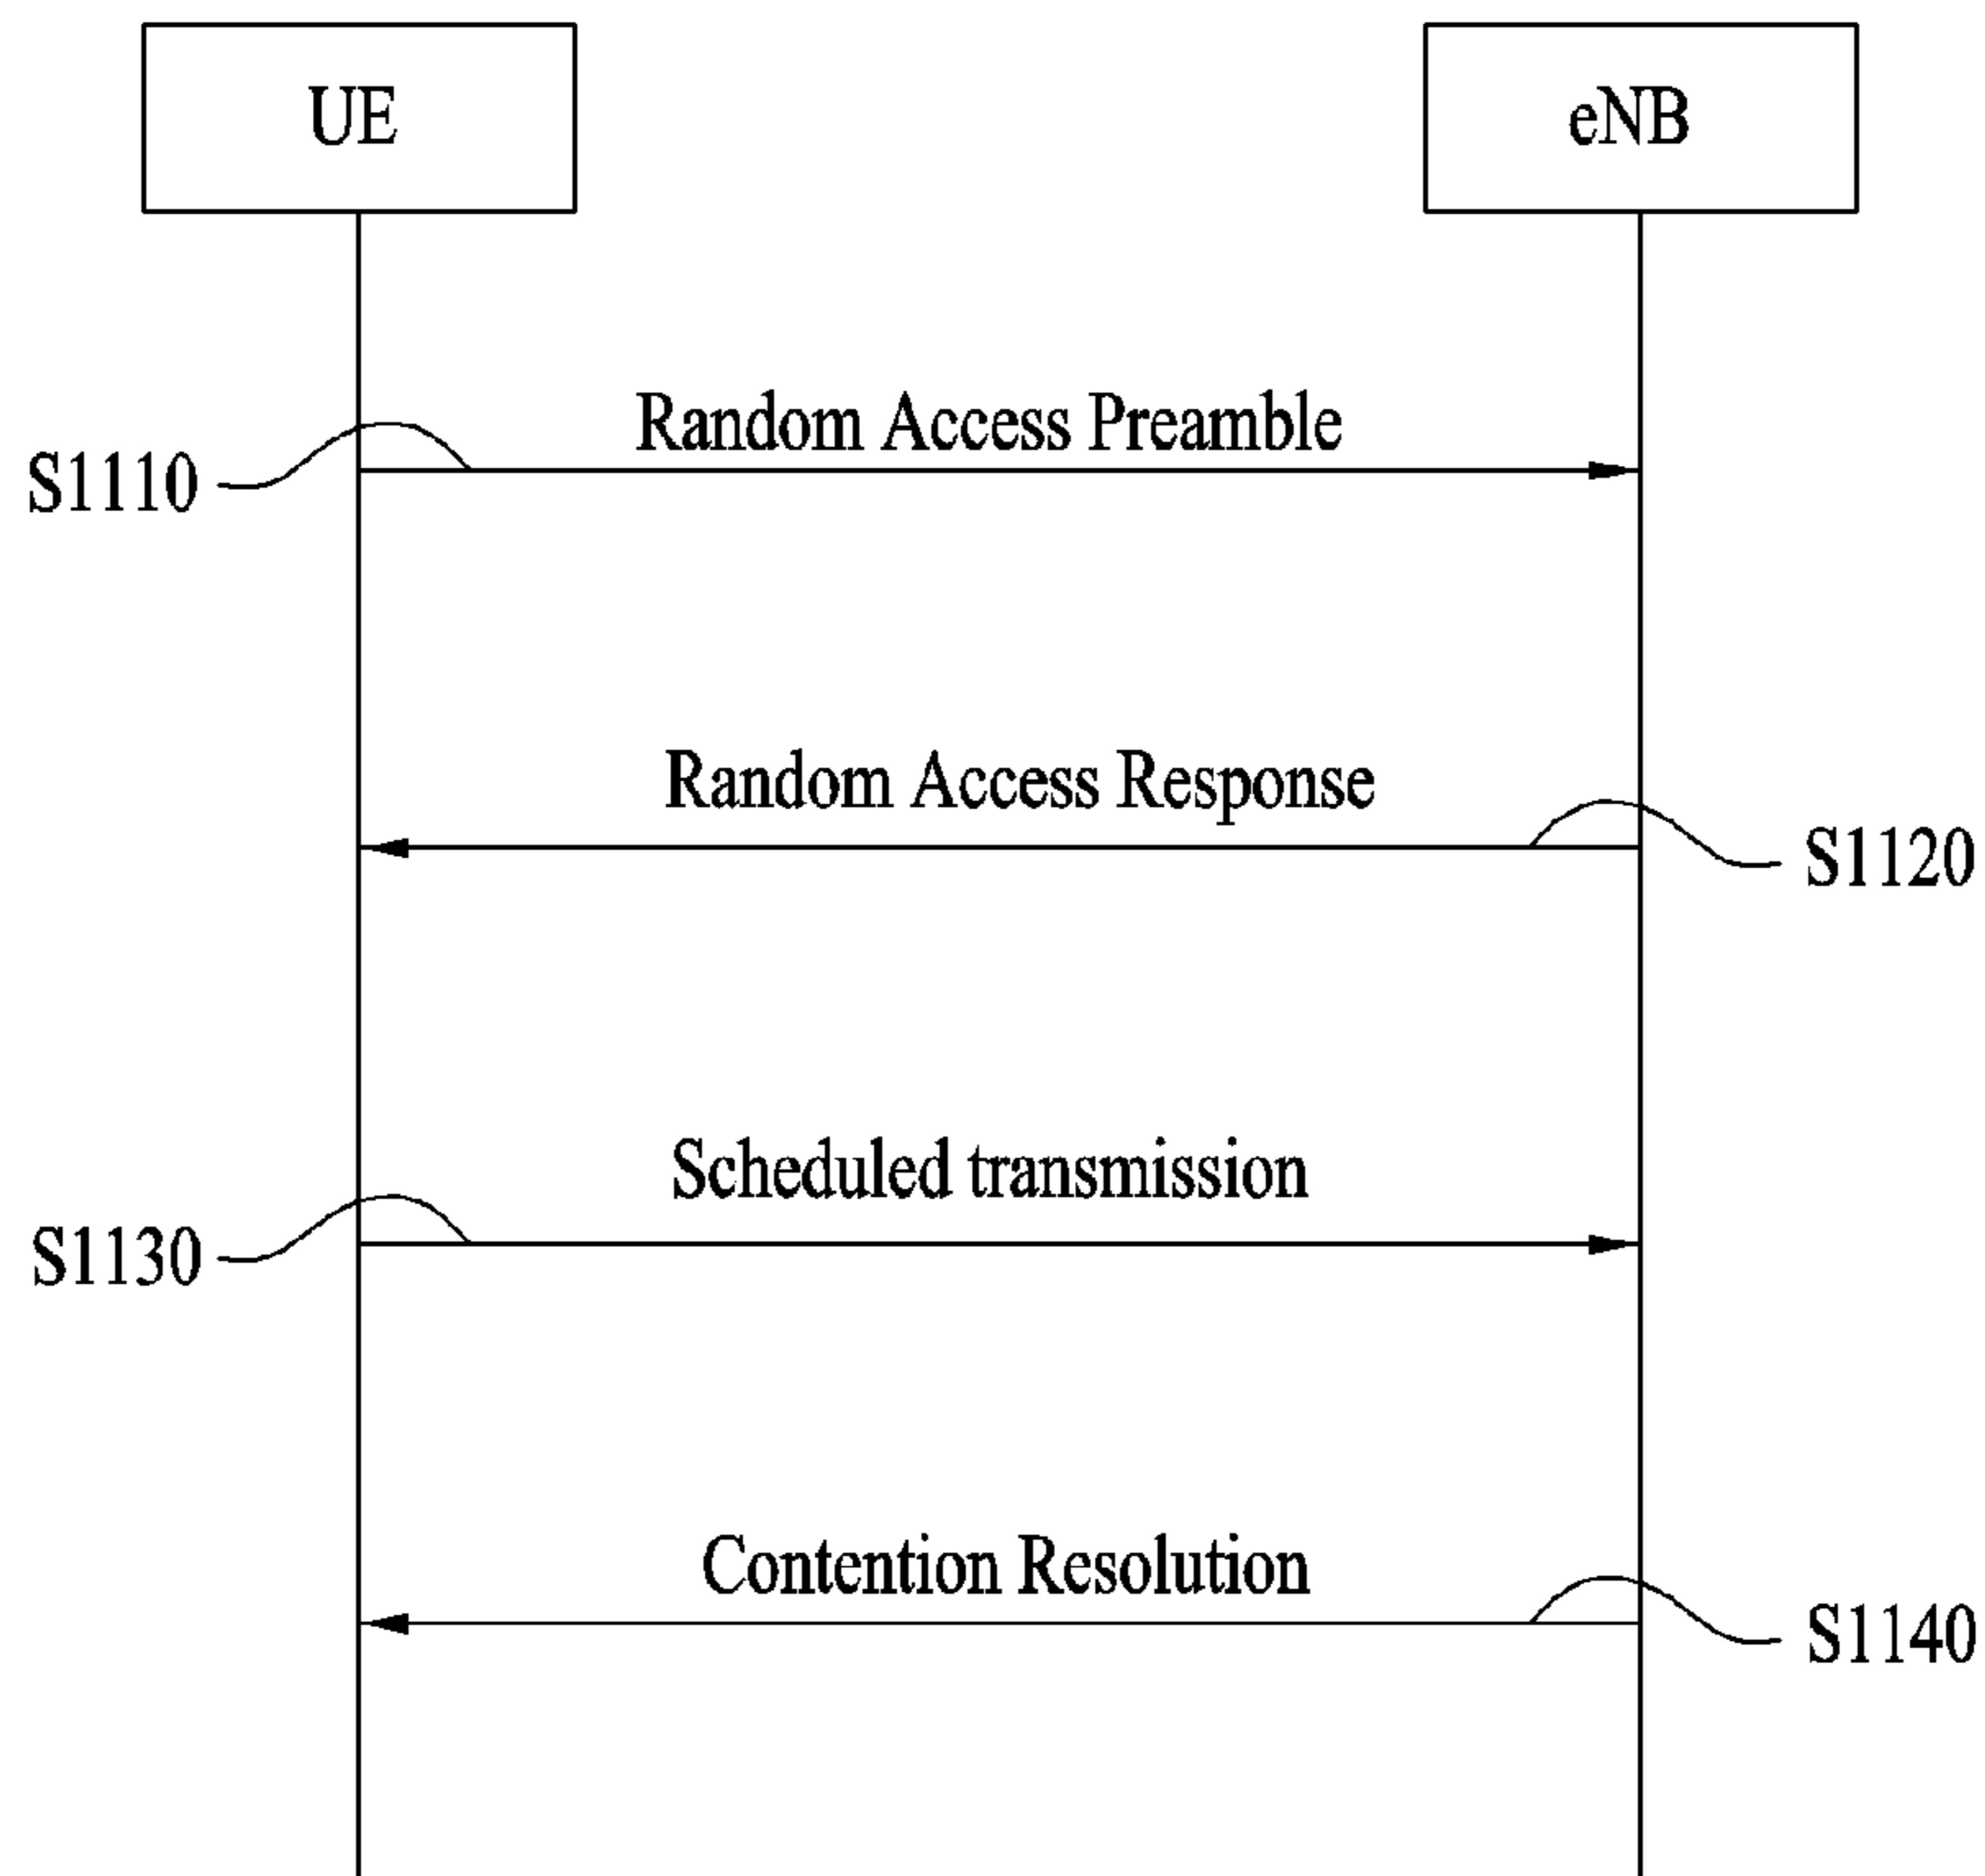 UE
eNB
Random Access Preamble
S1110
Random Access Response
S1120
Scheduled transmission
S1130
Contention Resolution
S1140